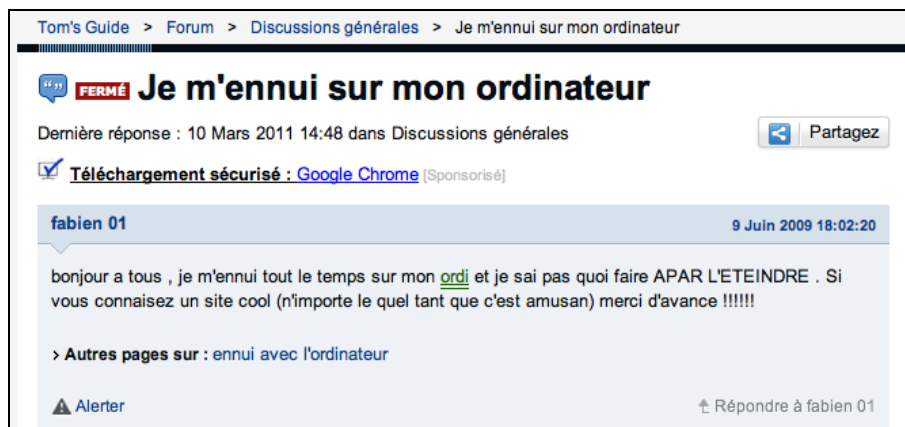 Tom's Guide > Forum > Discussions générales > Je m'ennui sur mon ordinateur
FERMÉ Je m'ennui sur mon ordinateur
Dernière réponse : 10 Mars 2011 14:48 dans Discussions générales
Partagez
Téléchargement sécurisé : Google Chrome [Sponsorisé]
fabien 01
9 Juin 2009 18:02:20
bonjour a tous , je m'ennui tout le temps sur mon ordi et je sai pas quoi faire APAR L'ETEINDRE . Si
vous connaisez un site cool (n'importe le quel tant que c'est amusan) merci d'avance !!!!!!
> Autres pages sur : ennui avec l'ordinateur
Alerter
Répondre à fabien 01